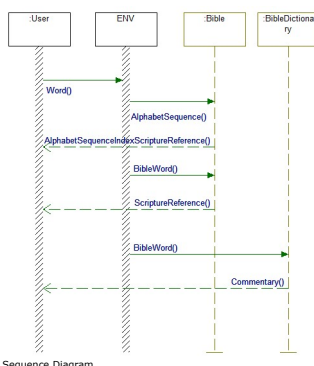 :User
ENV
:Bible
:BibleDictiona
ry
Word()
AlphabetSequence()
AlphabetSequenceIndexScriptureReference()
BibleWord()
ScriptureReference()
BibleWord()
Commentary()
Sequence Diagram